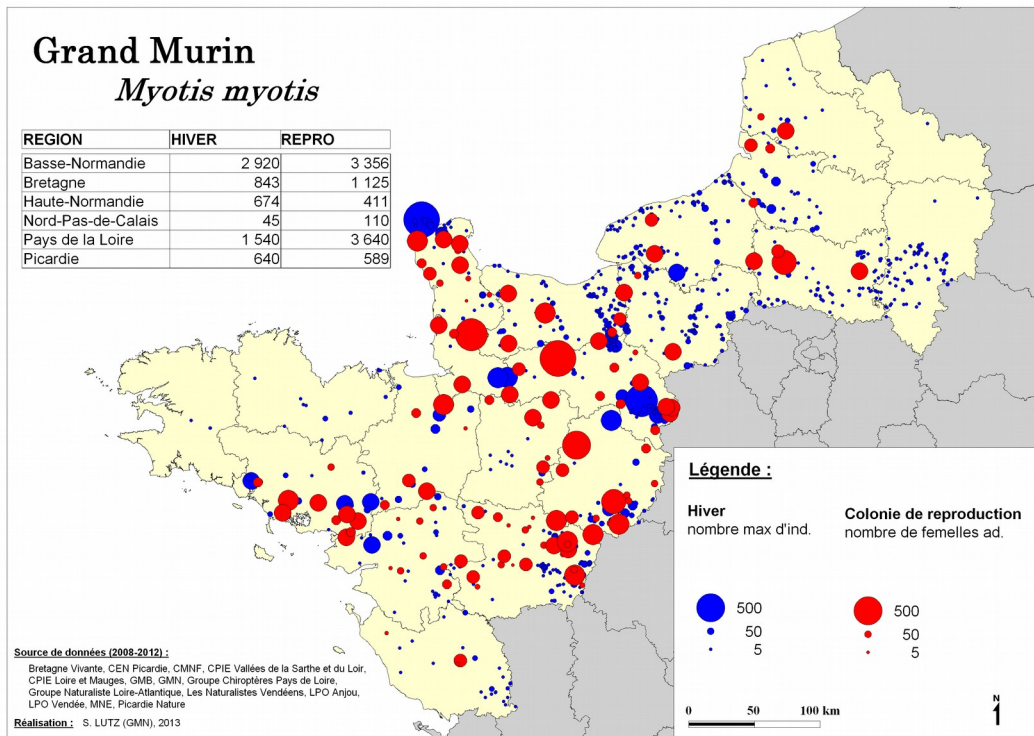 Grand Murin
Myotis myotis
REGION HIVER REPRO
Basse-Normandie 2 920 3 356
Bretagne 843 1 125
Haute-Normandie 674 411
Nord-Pas-de-Calais 45 110
Pays de la Loire 1 540 3 640
Picardie 640 589
Légende :
Hiver
nombre max d'ind.
Colonie de reproduction
nombre de femelles ad.
500 500
50 50
5 5
Source de données (2008-2012) :
Bretagne Vivante, CEN Picardie, CMNF, CPIE Vallées de la Sarthe et du Loir,
CPIE Loire et Mauges, GMB, GMN, Groupe Chiroptères Pays de Loire,
Groupe Naturaliste Loire-Atlantique, Les Naturalistes Vendéens, LPO Anjou,
LPO Vendée, MNE, Picardie Nature
Réalisation : S. LUTZ (GMN), 2013
0 50 100 km
N